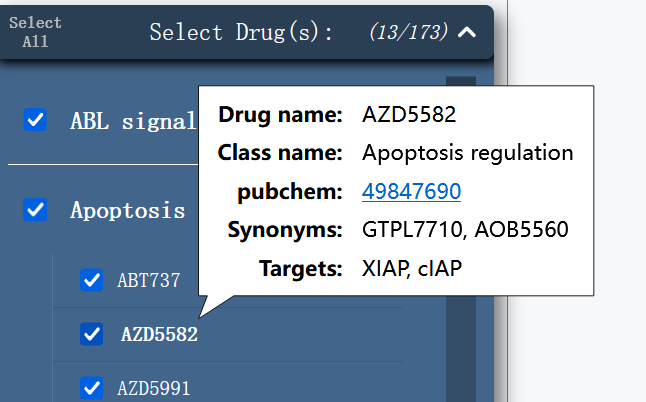 Select
All
Select Drug(s): (13/173)
ABL signal
Drug name: AZD5582
Class name: Apoptosis regulation
pubchem: 49847690
Synonyms: GTPL7710, AOB5560
Targets: XIAP, cIAP
Apoptosis
ABT737
AZD5582
AZD5991